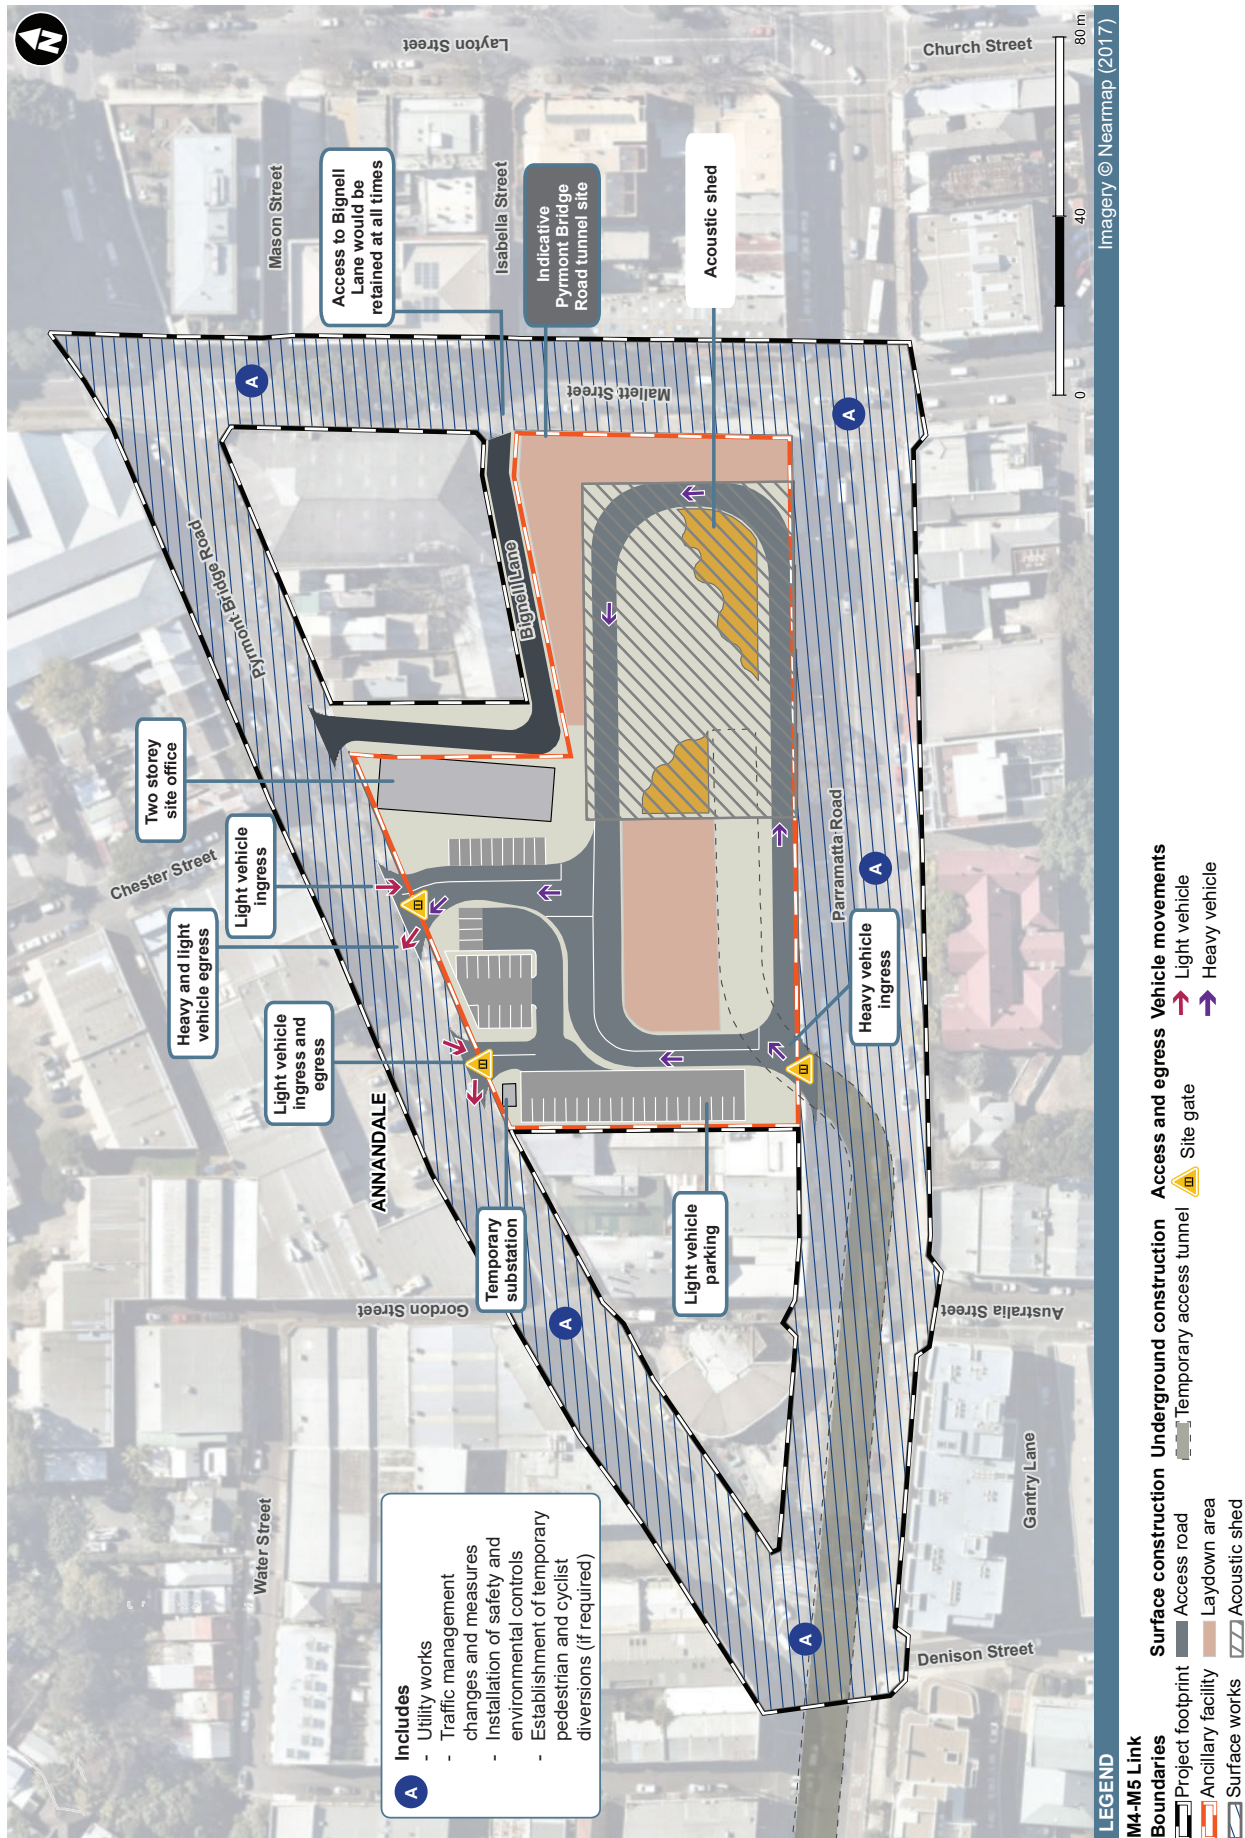 N
Layton Street
Church Street
Mason Street
Isabella Street
Access to Bignell
Lane would be
retained at all times
Indicative
Pyrmont Bridge
Road tunnel site
Acoustic shed
Mallett Street
A
A
Pyrmont Bridge Road
Bignell Lane
Two storey
site office
Chester Street
Light vehicle
ingress
Heavy and light
vehicle egress
Light vehicle
ingress and
egress
ANNANDALE
Parramatta Road
A
Heavy vehicle
ingress
Temporary
substation
Light vehicle
parking
Gordon Street
Australia Street
A
Water Street
Gantry Lane
Denison Street
A
A Includes
- Utility works
- Traffic management
changes and measures
- Installation of safety and
environmental controls
- Establishment of temporary
pedestrian and cyclist
diversions (if required)
0 40 80 m
Imagery © Nearmap (2017)
LEGEND
M4-M5 Link
Boundaries
Project footprint
Ancillary facility
Surface works
Surface construction
Access road
Laydown area
Acoustic shed
Underground construction
Temporary access tunnel
Access and egress
Site gate
Vehicle movements
Light vehicle
Heavy vehicle